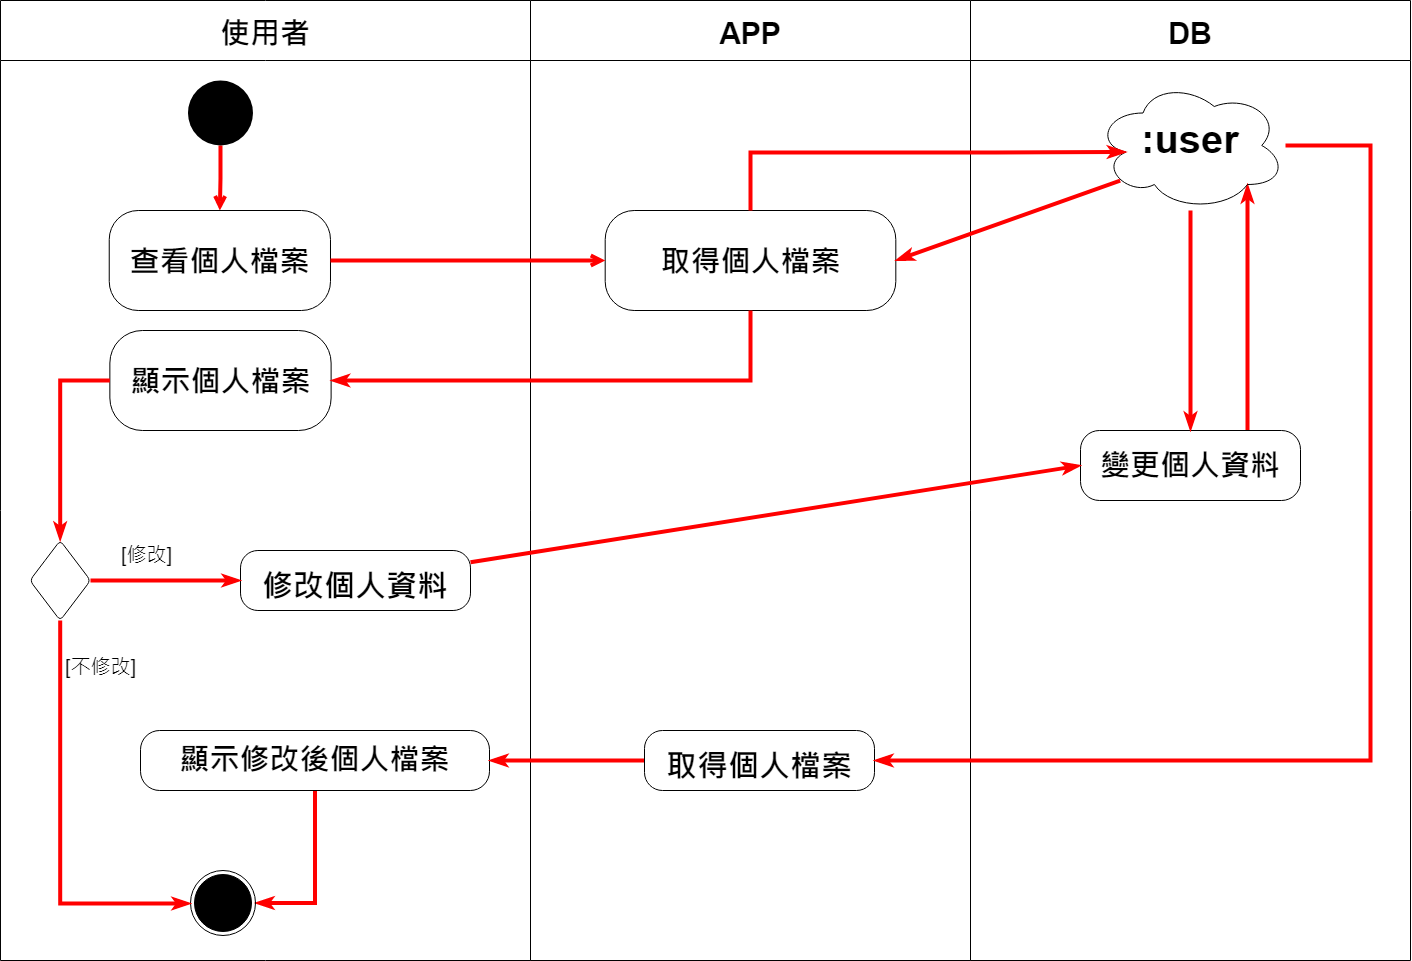 使用者
APP
DB
:user
查看個人檔案
取得個人檔案
顯示個人檔案
變更個人資料
[修改]
修改個人資料
[不修改]
顯示修改後個人檔案
取得個人檔案